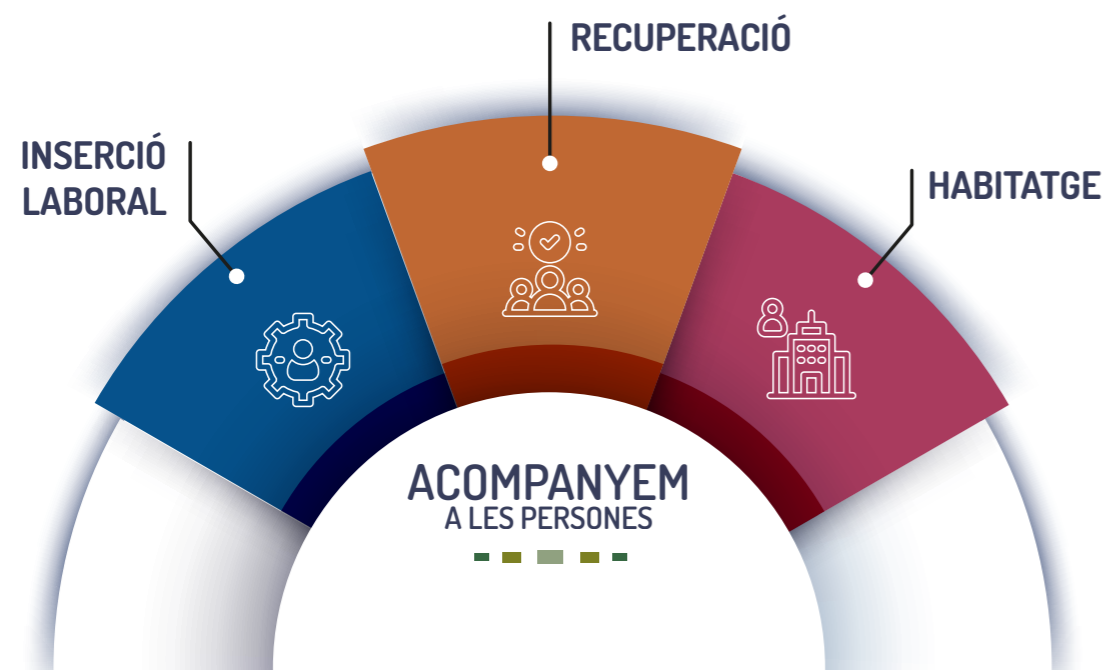 RECUPERACIÓ
INSERCIÓ
LABORAL
HABITATGE
ACOMPANYEM
A LES PERSONES